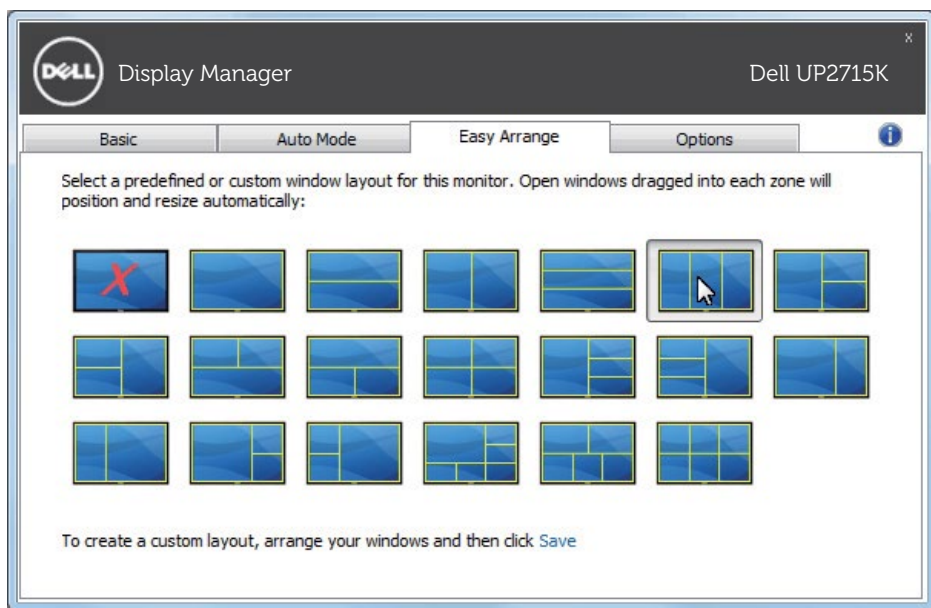 DELL Display Manager Dell UP2715K
x
Basic Auto Mode Easy Arrange Options
Select a predefined or custom window layout for this monitor. Open windows dragged into each zone will
position and resize automatically:
To create a custom layout, arrange your windows and then click Save